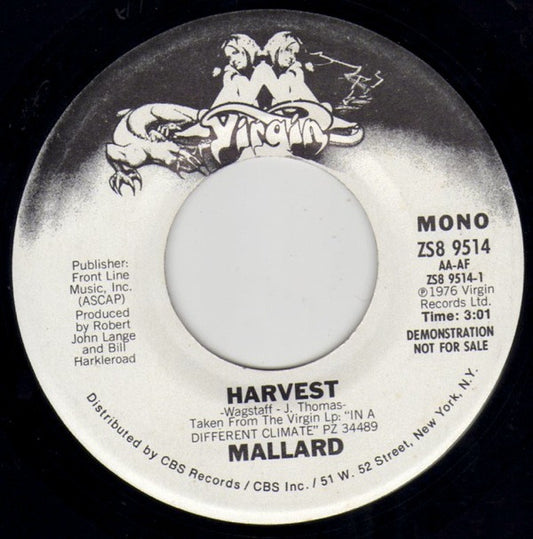 Virgin
MONO
ZS8 9514
AA-AF
ZS8 9514-1
℗1976 Virgin
Records Ltd.
Time: 3:01
DEMONSTRATION
NOT FOR SALE
Publisher:
Front Line
Music, Inc.
(ASCAP)
Produced
by Robert
John Lange
and Bill
Harkleroad
HARVEST
-Wagstaff - J. Thomas-
Taken From The Virgin Lp: "IN A
DIFFERENT CLIMATE" PZ 34489
MALLARD
Distributed by CBS Records / CBS Inc. / 51 W. 52 Street, New York, N.Y.